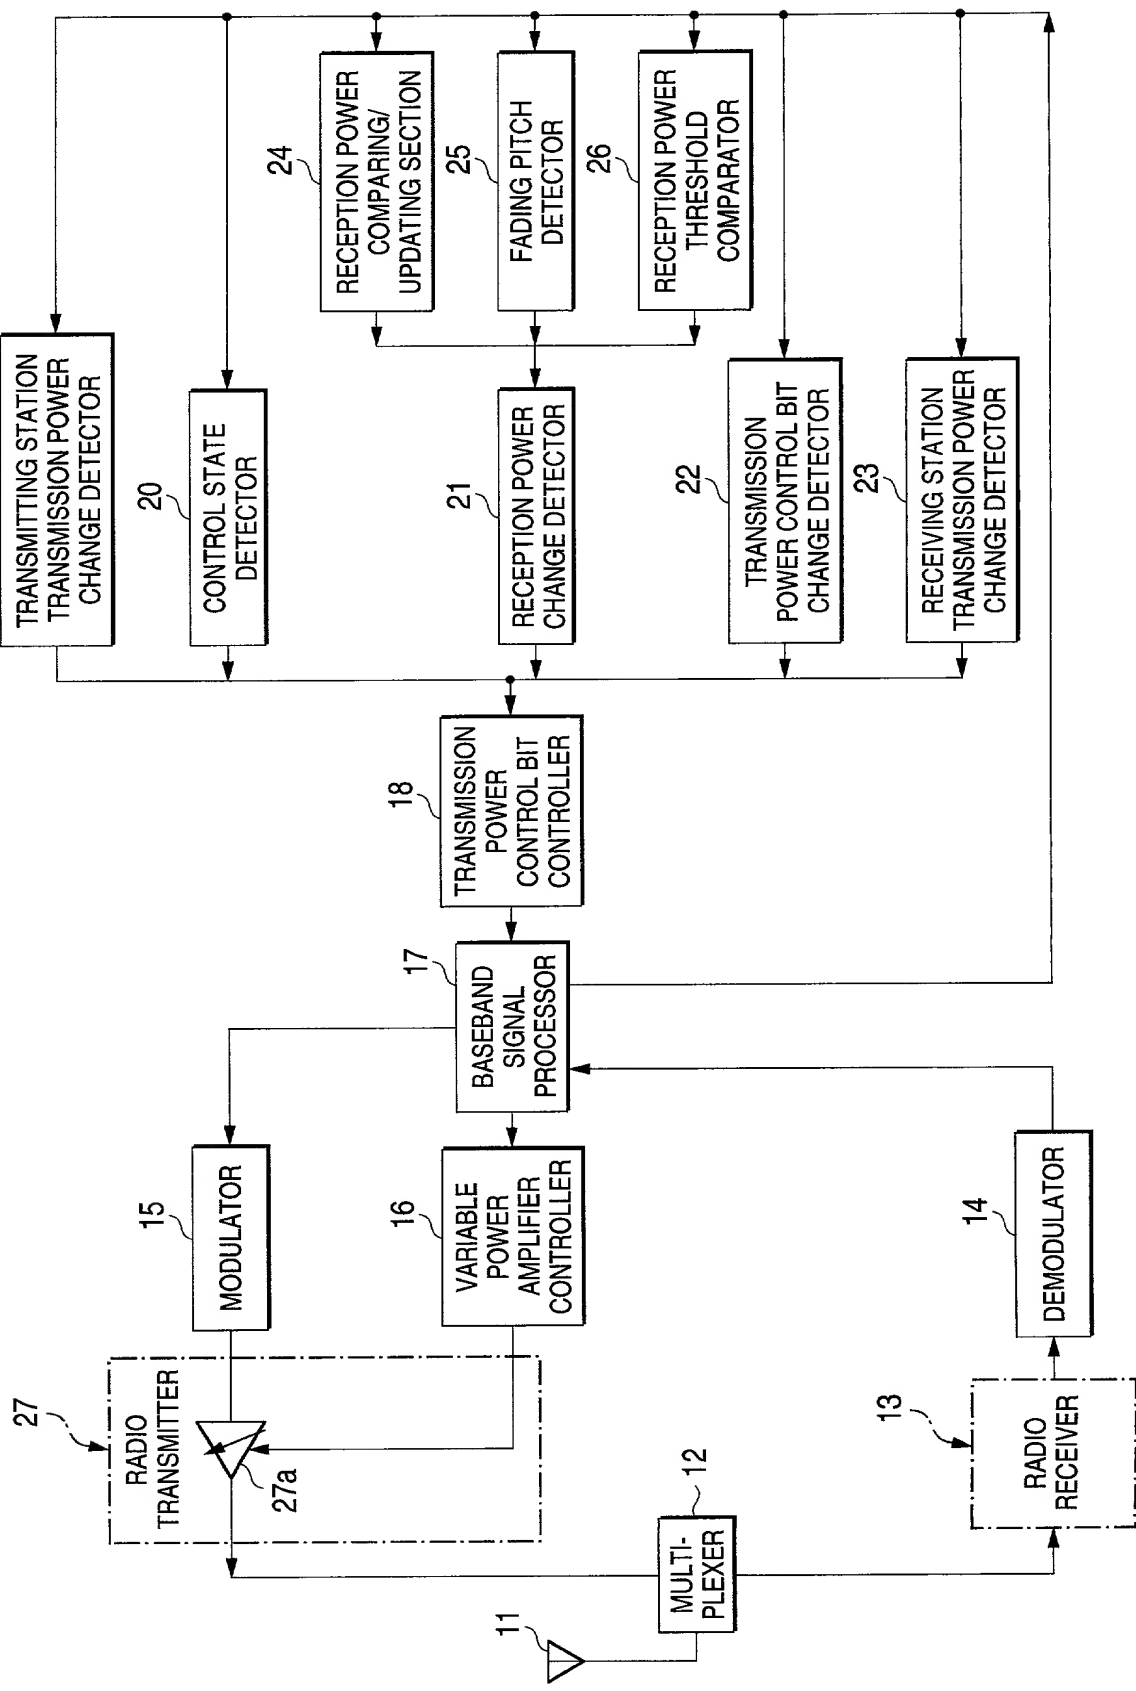 11
12
MULTI-
PLEXER
27
RADIO
TRANSMITTER
27a
13
RADIO
RECEIVER
15
MODULATOR
16
VARIABLE
POWER
AMPLIFIER
CONTROLLER
14
DEMODULATOR
17
BASEBAND
SIGNAL
PROCESSOR
18
TRANSMISSION
POWER
CONTROL BIT
CONTROLLER
TRANSMITTING STATION
TRANSMISSION POWER
CHANGE DETECTOR
20
CONTROL STATE
DETECTOR
21
RECEPTION POWER
CHANGE DETECTOR
22
TRANSMISSION
POWER CONTROL BIT
CHANGE DETECTOR
23
RECEIVING STATION
TRANSMISSION POWER
CHANGE DETECTOR
24
RECEPTION POWER
COMPARING/
UPDATING SECTION
25
FADING PITCH
DETECTOR
26
RECEPTION POWER
THRESHOLD
COMPARATOR